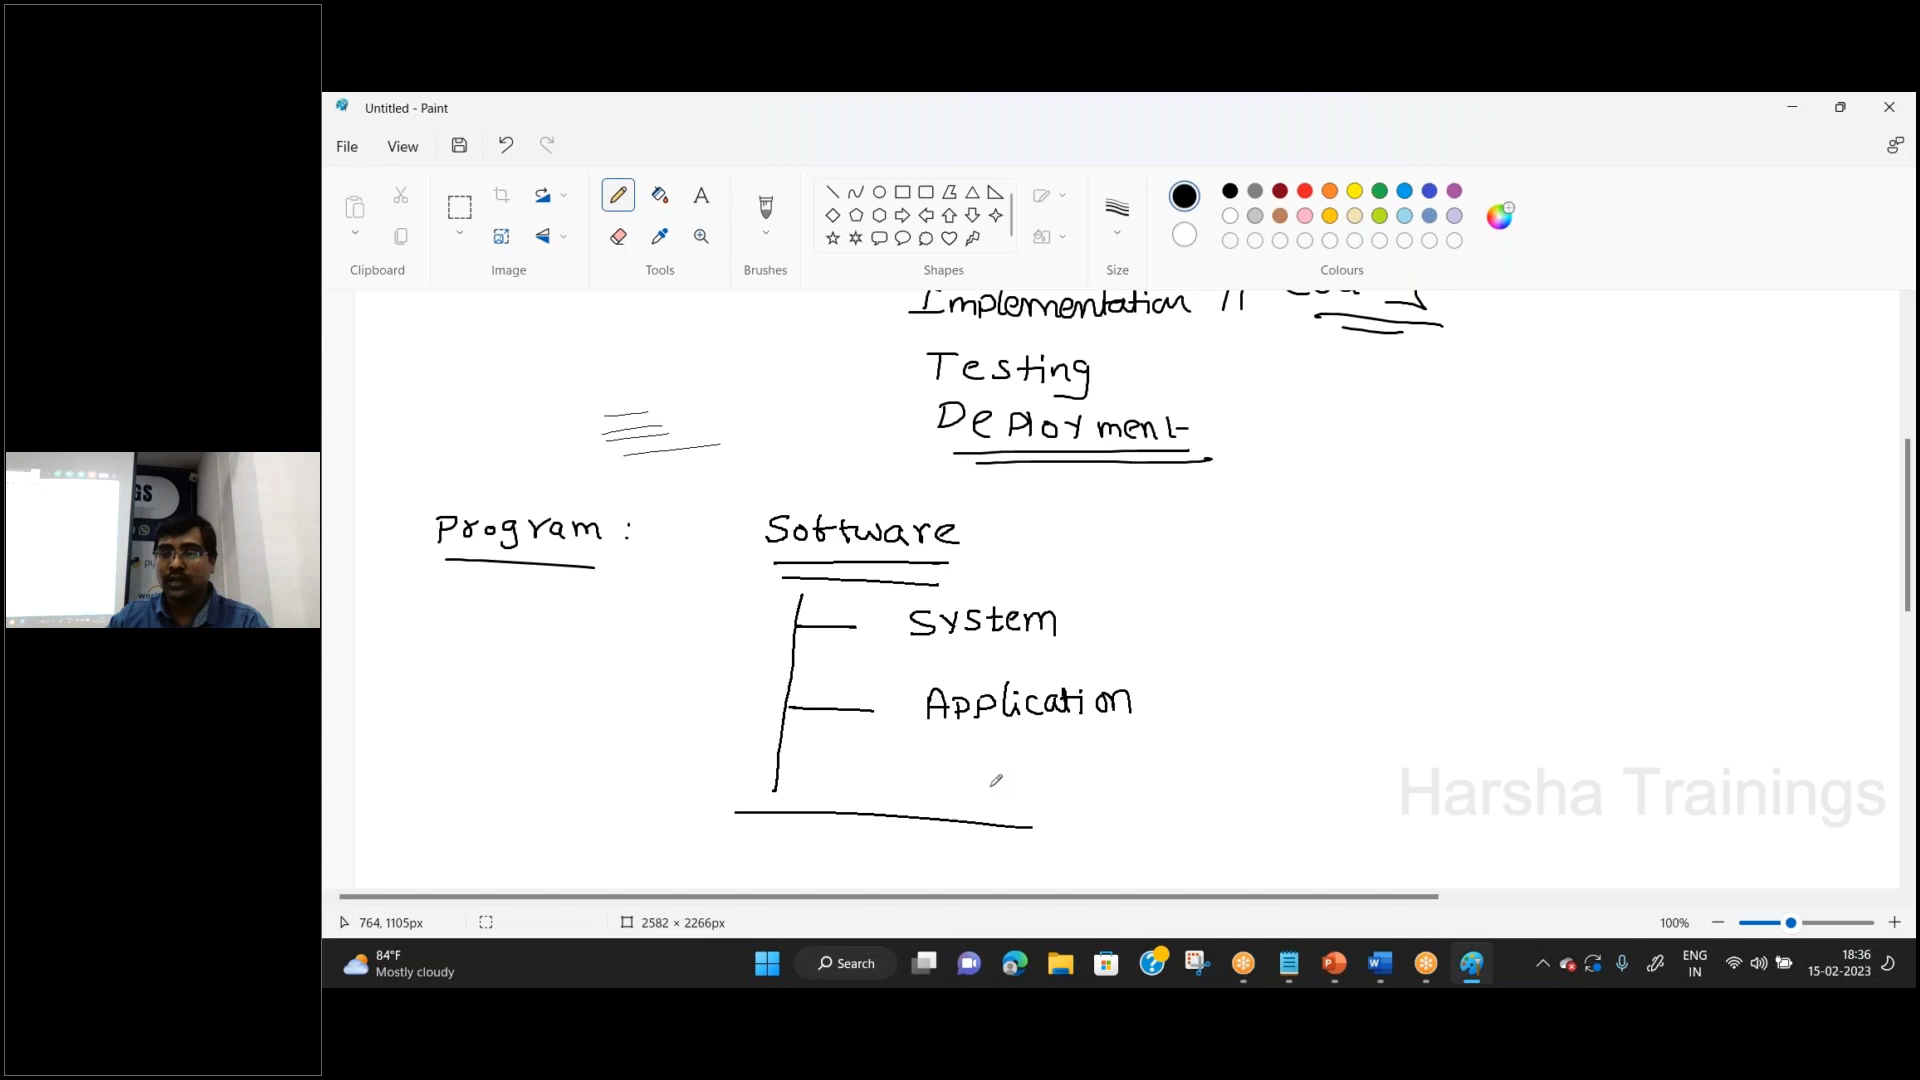 Untitled - Paint
File View
Clipboard Image Tools Brushes Shapes Size Colours
Implementation //
Testing
Deployment
Program : Software
System
Application
Harsha Trainings
764, 1105px 2582 × 2266px 100%
84°F
Mostly cloudy
Search
ENG
IN
18:36
15-02-2023
GS